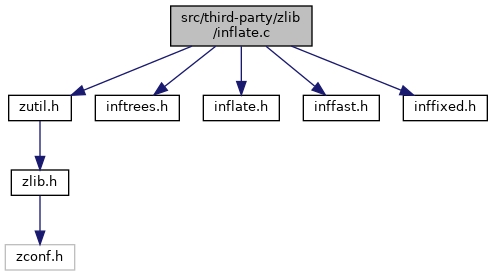 src/third-party/zlib
/inflate.c
zutil.h
inftrees.h
inflate.h
inffast.h
inffixed.h
zlib.h
zconf.h